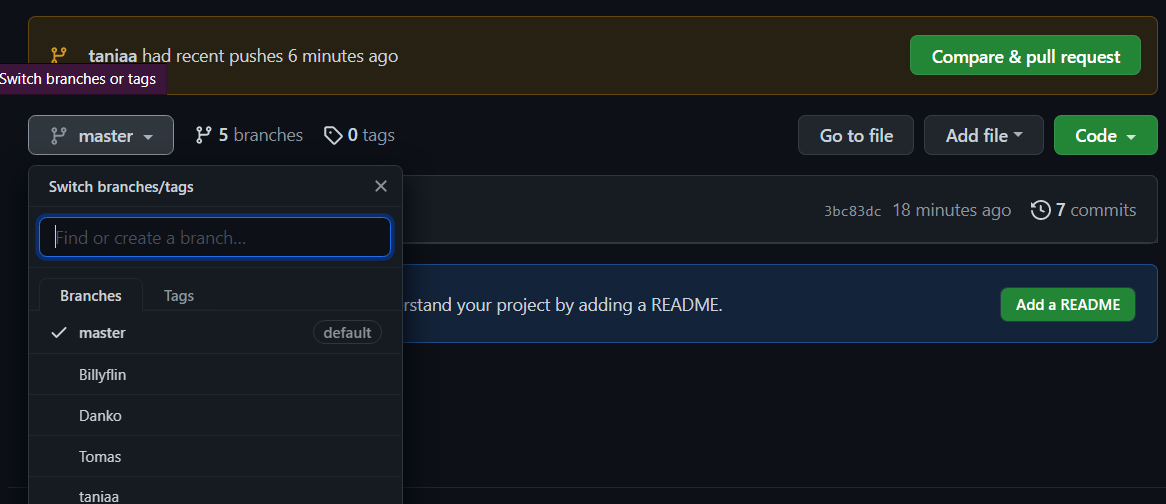 taniaa had recent pushes 6 minutes ago
Compare & pull request
Switch branches or tags
master
5 branches
0 tags
Go to file
Add file
Code
Switch branches/tags
3bc83dc 18 minutes ago 7 commits
Find or create a branch...
Branches
Tags
rstand your project by adding a README.
Add a README
master
default
Billyflin
Danko
Tomas
taniaa